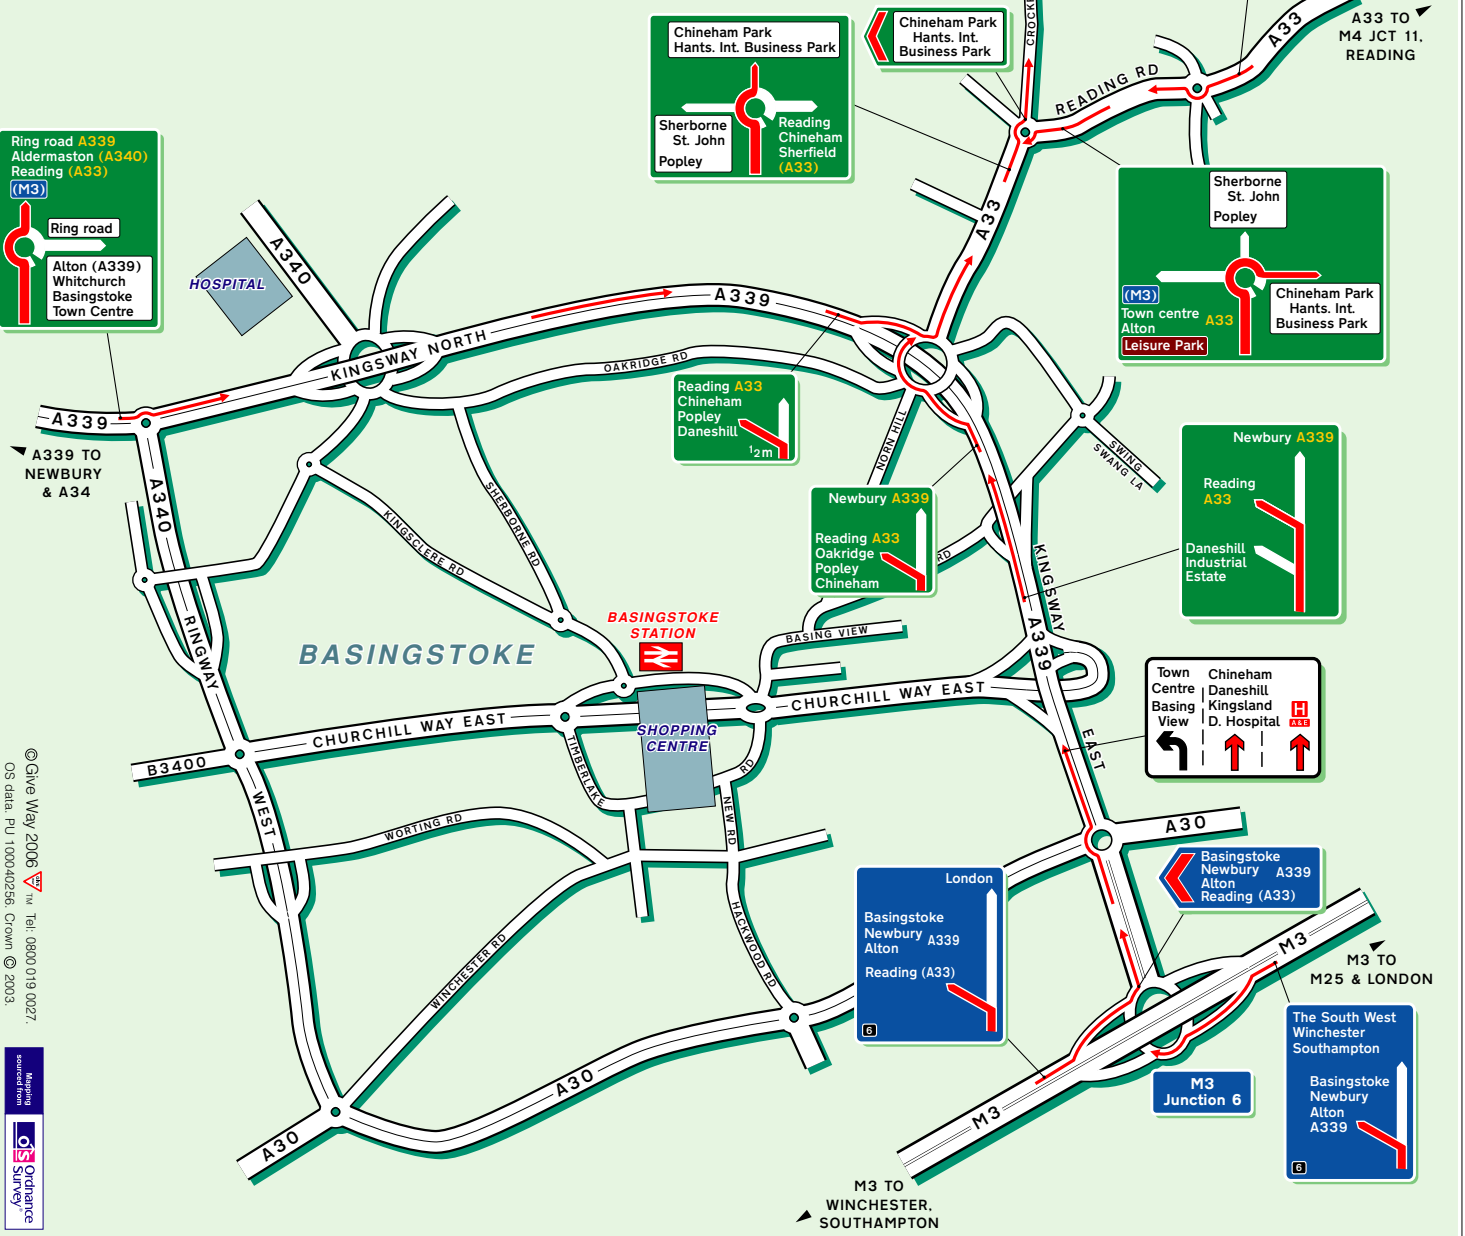 Chineham Park
Hants. Int. Business Park
Sherborne
St. John
Popley
Reading
Chineham
Sherfield
(A33)
Chineham Park
Hants. Int.
Business Park
A33
A33 TO
M4 JCT 11,
READING
READING RD
Ring road A339
Aldermaston (A340)
Reading (A33)
(M3)
Ring road
Alton (A339)
Whitchurch
Basingstoke
Town Centre
HOSPITAL
A340
A33
Sherborne
St. John
Popley
(M3)
Town centre
Alton
A33
Leisure Park
Chineham Park
Hants. Int.
Business Park
A339
KINGSWAY NORTH
OAKRIDGE RD
Reading A33
Chineham
Popley
Daneshill
12m
A339
A339 TO
NEWBURY
& A34
A340
NORN HILL
SWING
SWANG LA
Newbury A339
Reading
A33
Daneshill
Industrial
Estate
Newbury A339
Reading A33
Oakridge
Popley
Chineham
RD
SHERBORNE RD
KINGSCLERE RD
KINGSWAY
A339
EAST
RINGWAY
WEST
BASINGSTOKE
STATION
BASINGSTOKE
BASING VIEW
CHURCHILL WAY EAST
CHURCHILL WAY EAST
SHOPPING
CENTRE
Town
Centre
Basing
View
Chineham
Daneshill
Kingsland
D. Hospital
H
A&E
B3400
TIMBERLAKE
RD
NEW RD
WORTING RD
A30
HACKWOOD RD
WINCHESTER RD
London
Basingstoke
Newbury
Alton
A339
Reading (A33)
6
Basingstoke
Newbury
Alton
A339
Reading (A33)
M3
M3 TO
M25 & LONDON
The South West
Winchester
Southampton
Basingstoke
Newbury
Alton
A339
6
M3
Junction 6
M3
A30
A30
M3 TO
WINCHESTER,
SOUTHAMPTON
© Give Way 2006 ™ Tel: 0800 019 0027.
OS data. PU 100040256. Crown © 2003.
Mapping
sourced from
OS Ordnance
Survey®